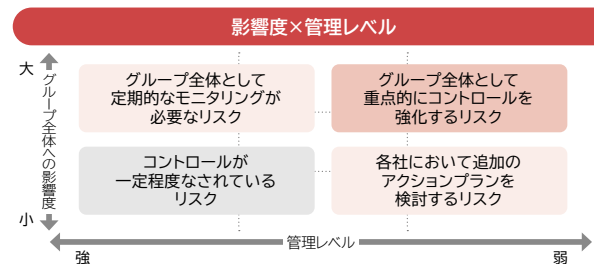 影響度×管理レベル
大
グループ全体への影響度
小
グループ全体として
定期的なモニタリングが
必要なリスク
グループ全体として
重点的にコントロールを
強化するリスク
コントロールが
一定程度なされている
リスク
各社において追加の
アクションプランを
検討するリスク
管理レベル
強
弱